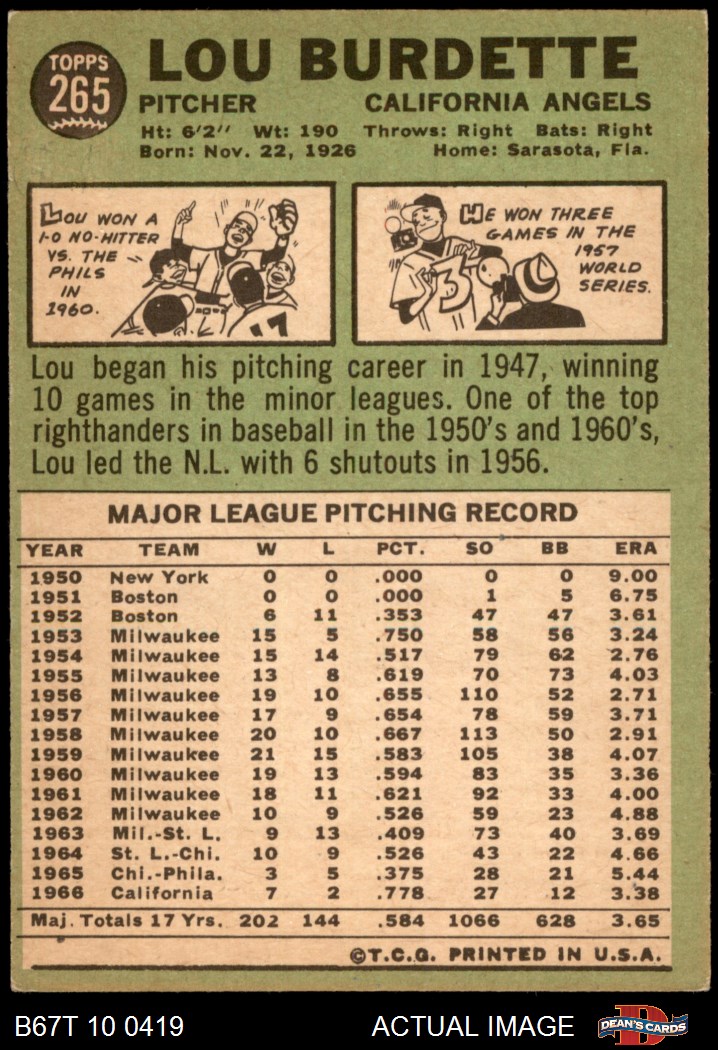 TOPPS
265
LOU BURDETTE
PITCHER CALIFORNIA ANGELS
Ht: 6'2" Wt: 190 Throws: Right Bats: Right
Born: Nov. 22, 1926 Home: Sarasota, Fla.
LOU WON A
1-0 NO-HITTER
VS. THE
PHILS
IN
1960.
17
HE WON THREE
GAMES IN THE
1957
WORLD
SERIES.
3
Lou began his pitching career in 1947, winning
10 games in the minor leagues. One of the top
righthanders in baseball in the 1950's and 1960's,
Lou led the N.L. with 6 shutouts in 1956.
MAJOR LEAGUE PITCHING RECORD
YEAR TEAM W L PCT. SO BB ERA
1950 New York 0 0 .000 0 0 9.00
1951 Boston 0 0 .000 1 5 6.75
1952 Boston 6 11 .353 47 47 3.61
1953 Milwaukee 15 5 .750 58 56 3.24
1954 Milwaukee 15 14 .517 79 62 2.76
1955 Milwaukee 13 8 .619 70 73 4.03
1956 Milwaukee 19 10 .655 110 52 2.71
1957 Milwaukee 17 9 .654 78 59 3.71
1958 Milwaukee 20 10 .667 113 50 2.91
1959 Milwaukee 21 15 .583 105 38 4.07
1960 Milwaukee 19 13 .594 83 35 3.36
1961 Milwaukee 18 11 .621 92 33 4.00
1962 Milwaukee 10 9 .526 59 23 4.88
1963 Mil.-St. L. 9 13 .409 73 40 3.69
1964 St. L.-Chi. 10 9 .526 43 22 4.66
1965 Chi.-Phila. 3 5 .375 28 21 5.44
1966 California 7 2 .778 27 12 3.38
Maj. Totals 17 Yrs. 202 144 .584 1066 628 3.65
©T.C.G. PRINTED IN U.S.A.
B67T 10 0419 ACTUAL IMAGE
D
DEAN'S CARDS